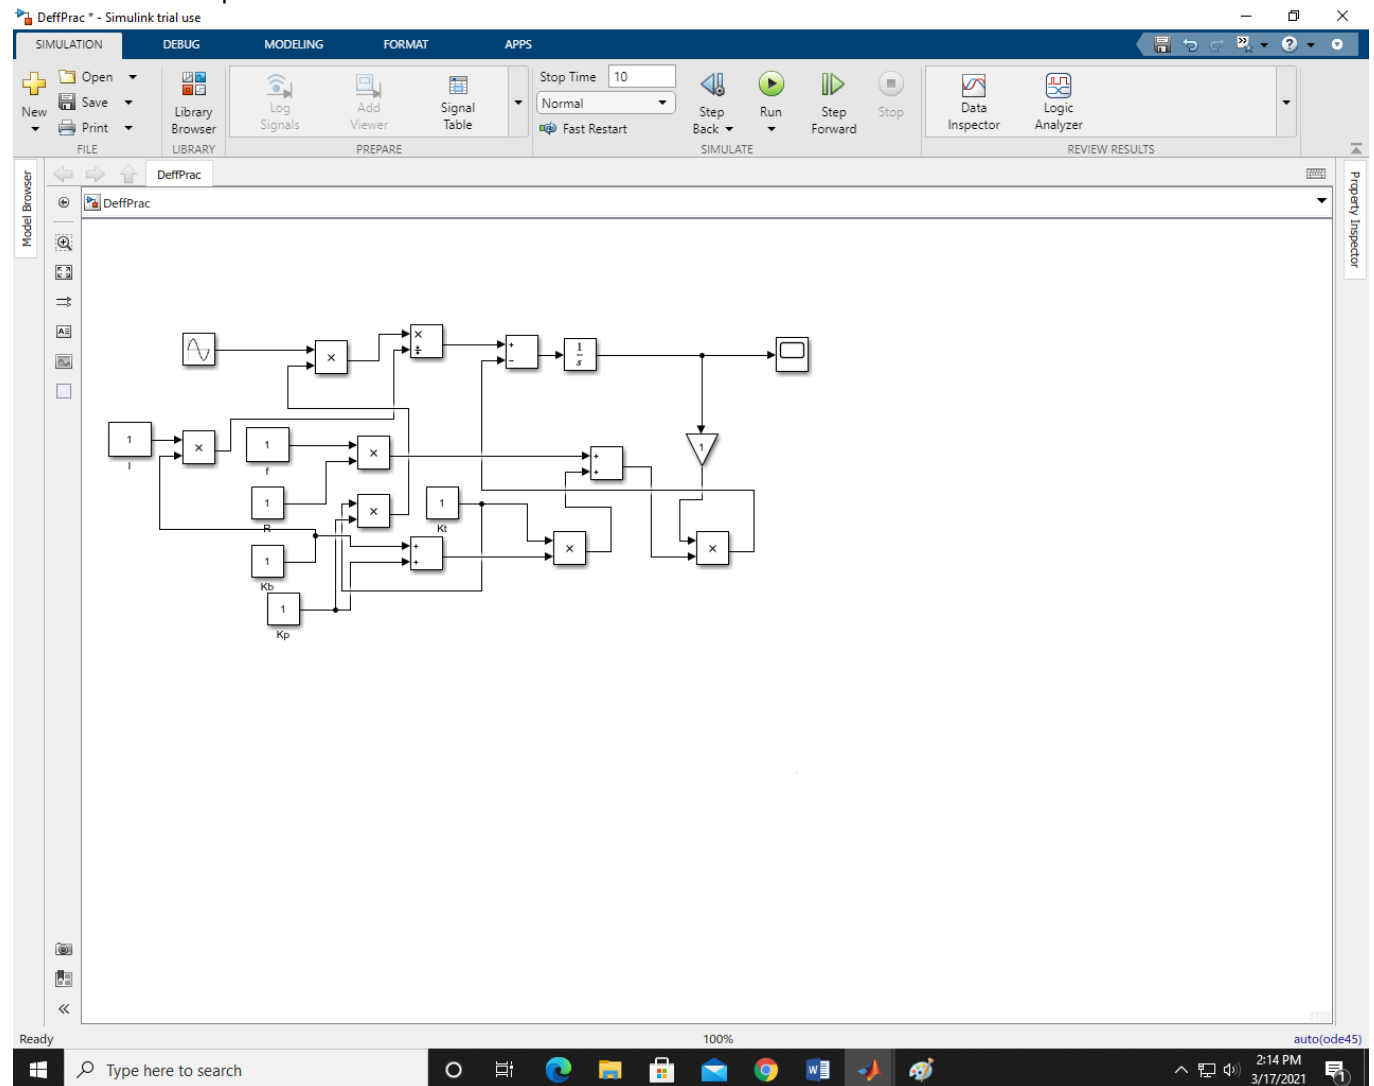 DeffPrac * - Simulink trial use
SIMULATION DEBUG MODELING FORMAT APPS
New
Open
Save
Print
FILE
Library
Browser
LIBRARY
Log
Signals
Add
Viewer
Signal
Table
PREPARE
Stop Time 10
Normal
Fast Restart
Step
Back
Run
Step
Forward
Stop
SIMULATE
Data
Inspector
Logic
Analyzer
REVIEW RESULTS
Model Browser
DeffPrac
DeffPrac
Property Inspector
×
×
÷
+
−
1
s
1
I
×
1
f
×
+
+
1
1
R
×
1
Kt
1
Kb
+
+
×
×
1
Kp
Ready
100%
auto(ode45)
Type here to search
2:14 PM
3/17/2021
1